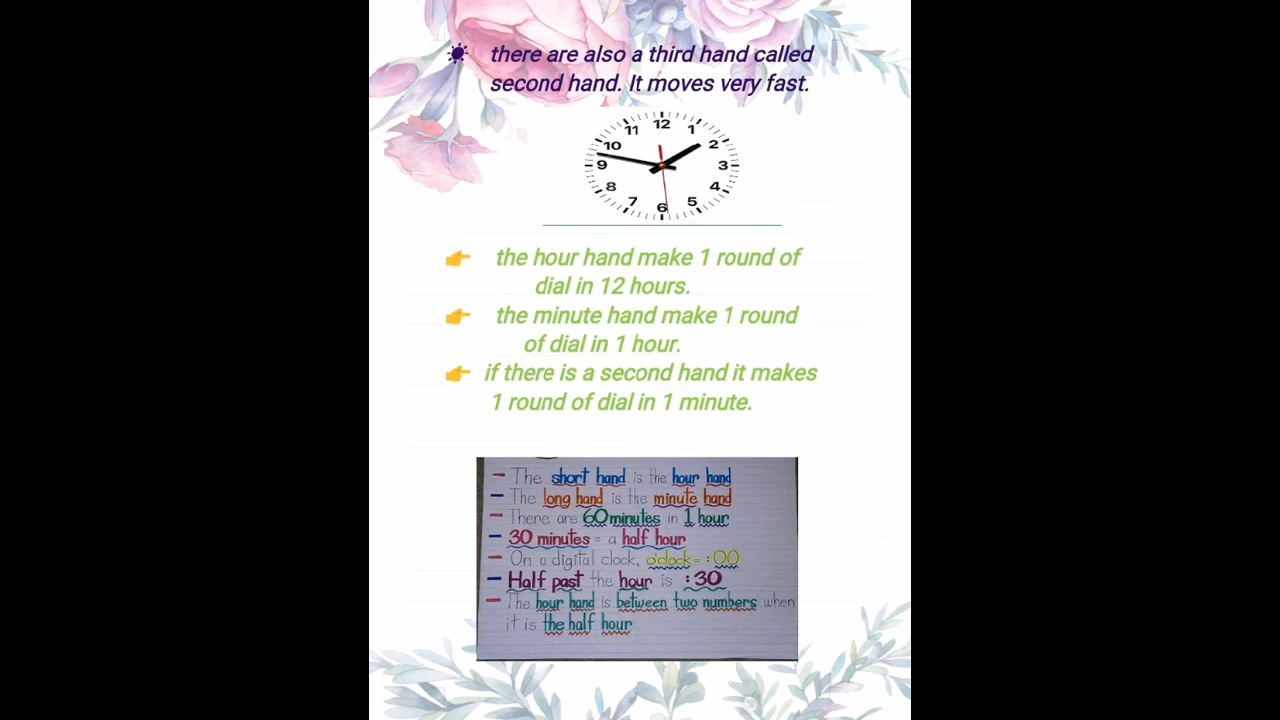 there are also a third hand called
second hand. It moves very fast.
12
11 1
10 2
9 3
8 4
7 5
6
the hour hand make 1 round of
dial in 12 hours.
the minute hand make 1 round
of dial in 1 hour.
if there is a second hand it makes
1 round of dial in 1 minute.
- The short hand is the hour hand
- The long hand is the minute hand
- There are 60 minutes in 1 hour
- 30 minutes = a half hour
- On a digital clock, o'clock = :00
- Half past the hour is :30
- The hour hand is between two numbers when
it is the half hour